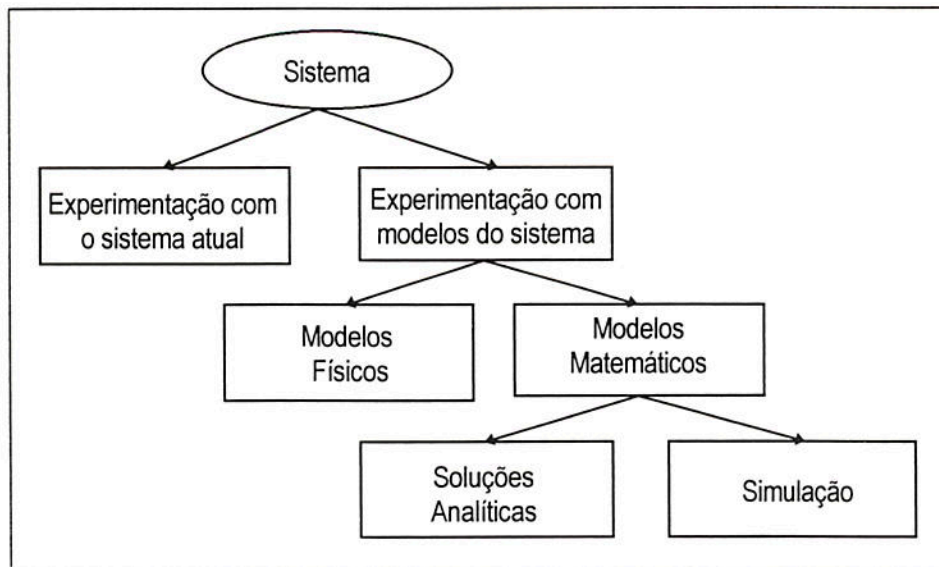 Sistema
Experimentação com
o sistema atual
Experimentação com
modelos do sistema
Modelos
Físicos
Modelos
Matemáticos
Soluções
Analíticas
Simulação